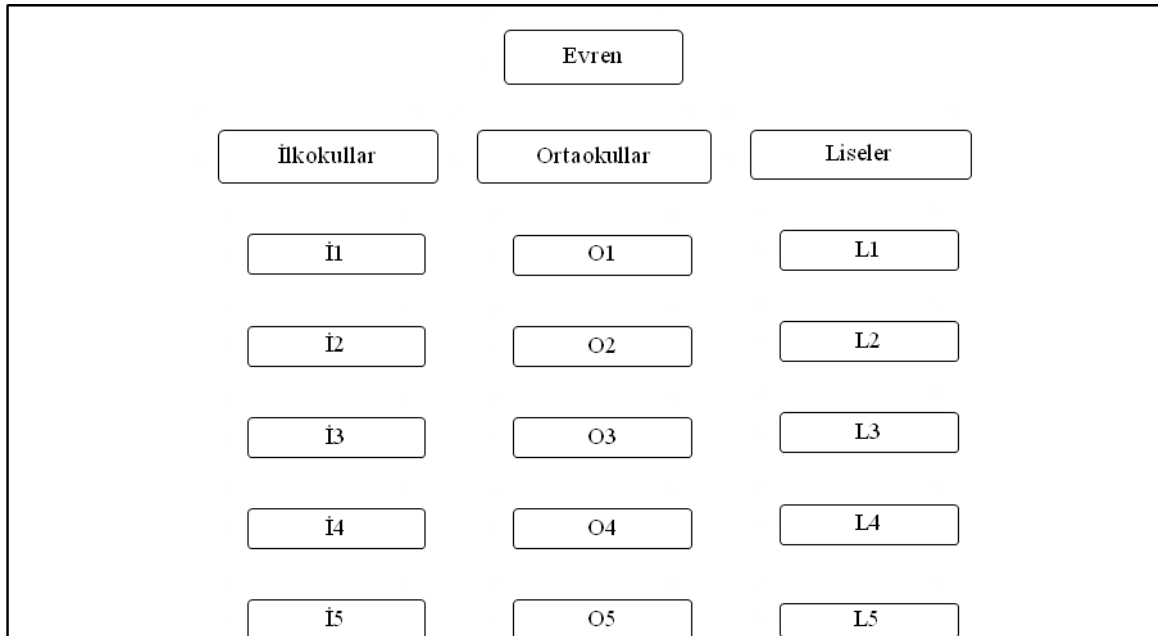 Evren
İlkokullar Ortaokullar Liseler
İ1 O1 L1
İ2 O2 L2
İ3 O3 L3
İ4 O4 L4
İ5 O5 L5